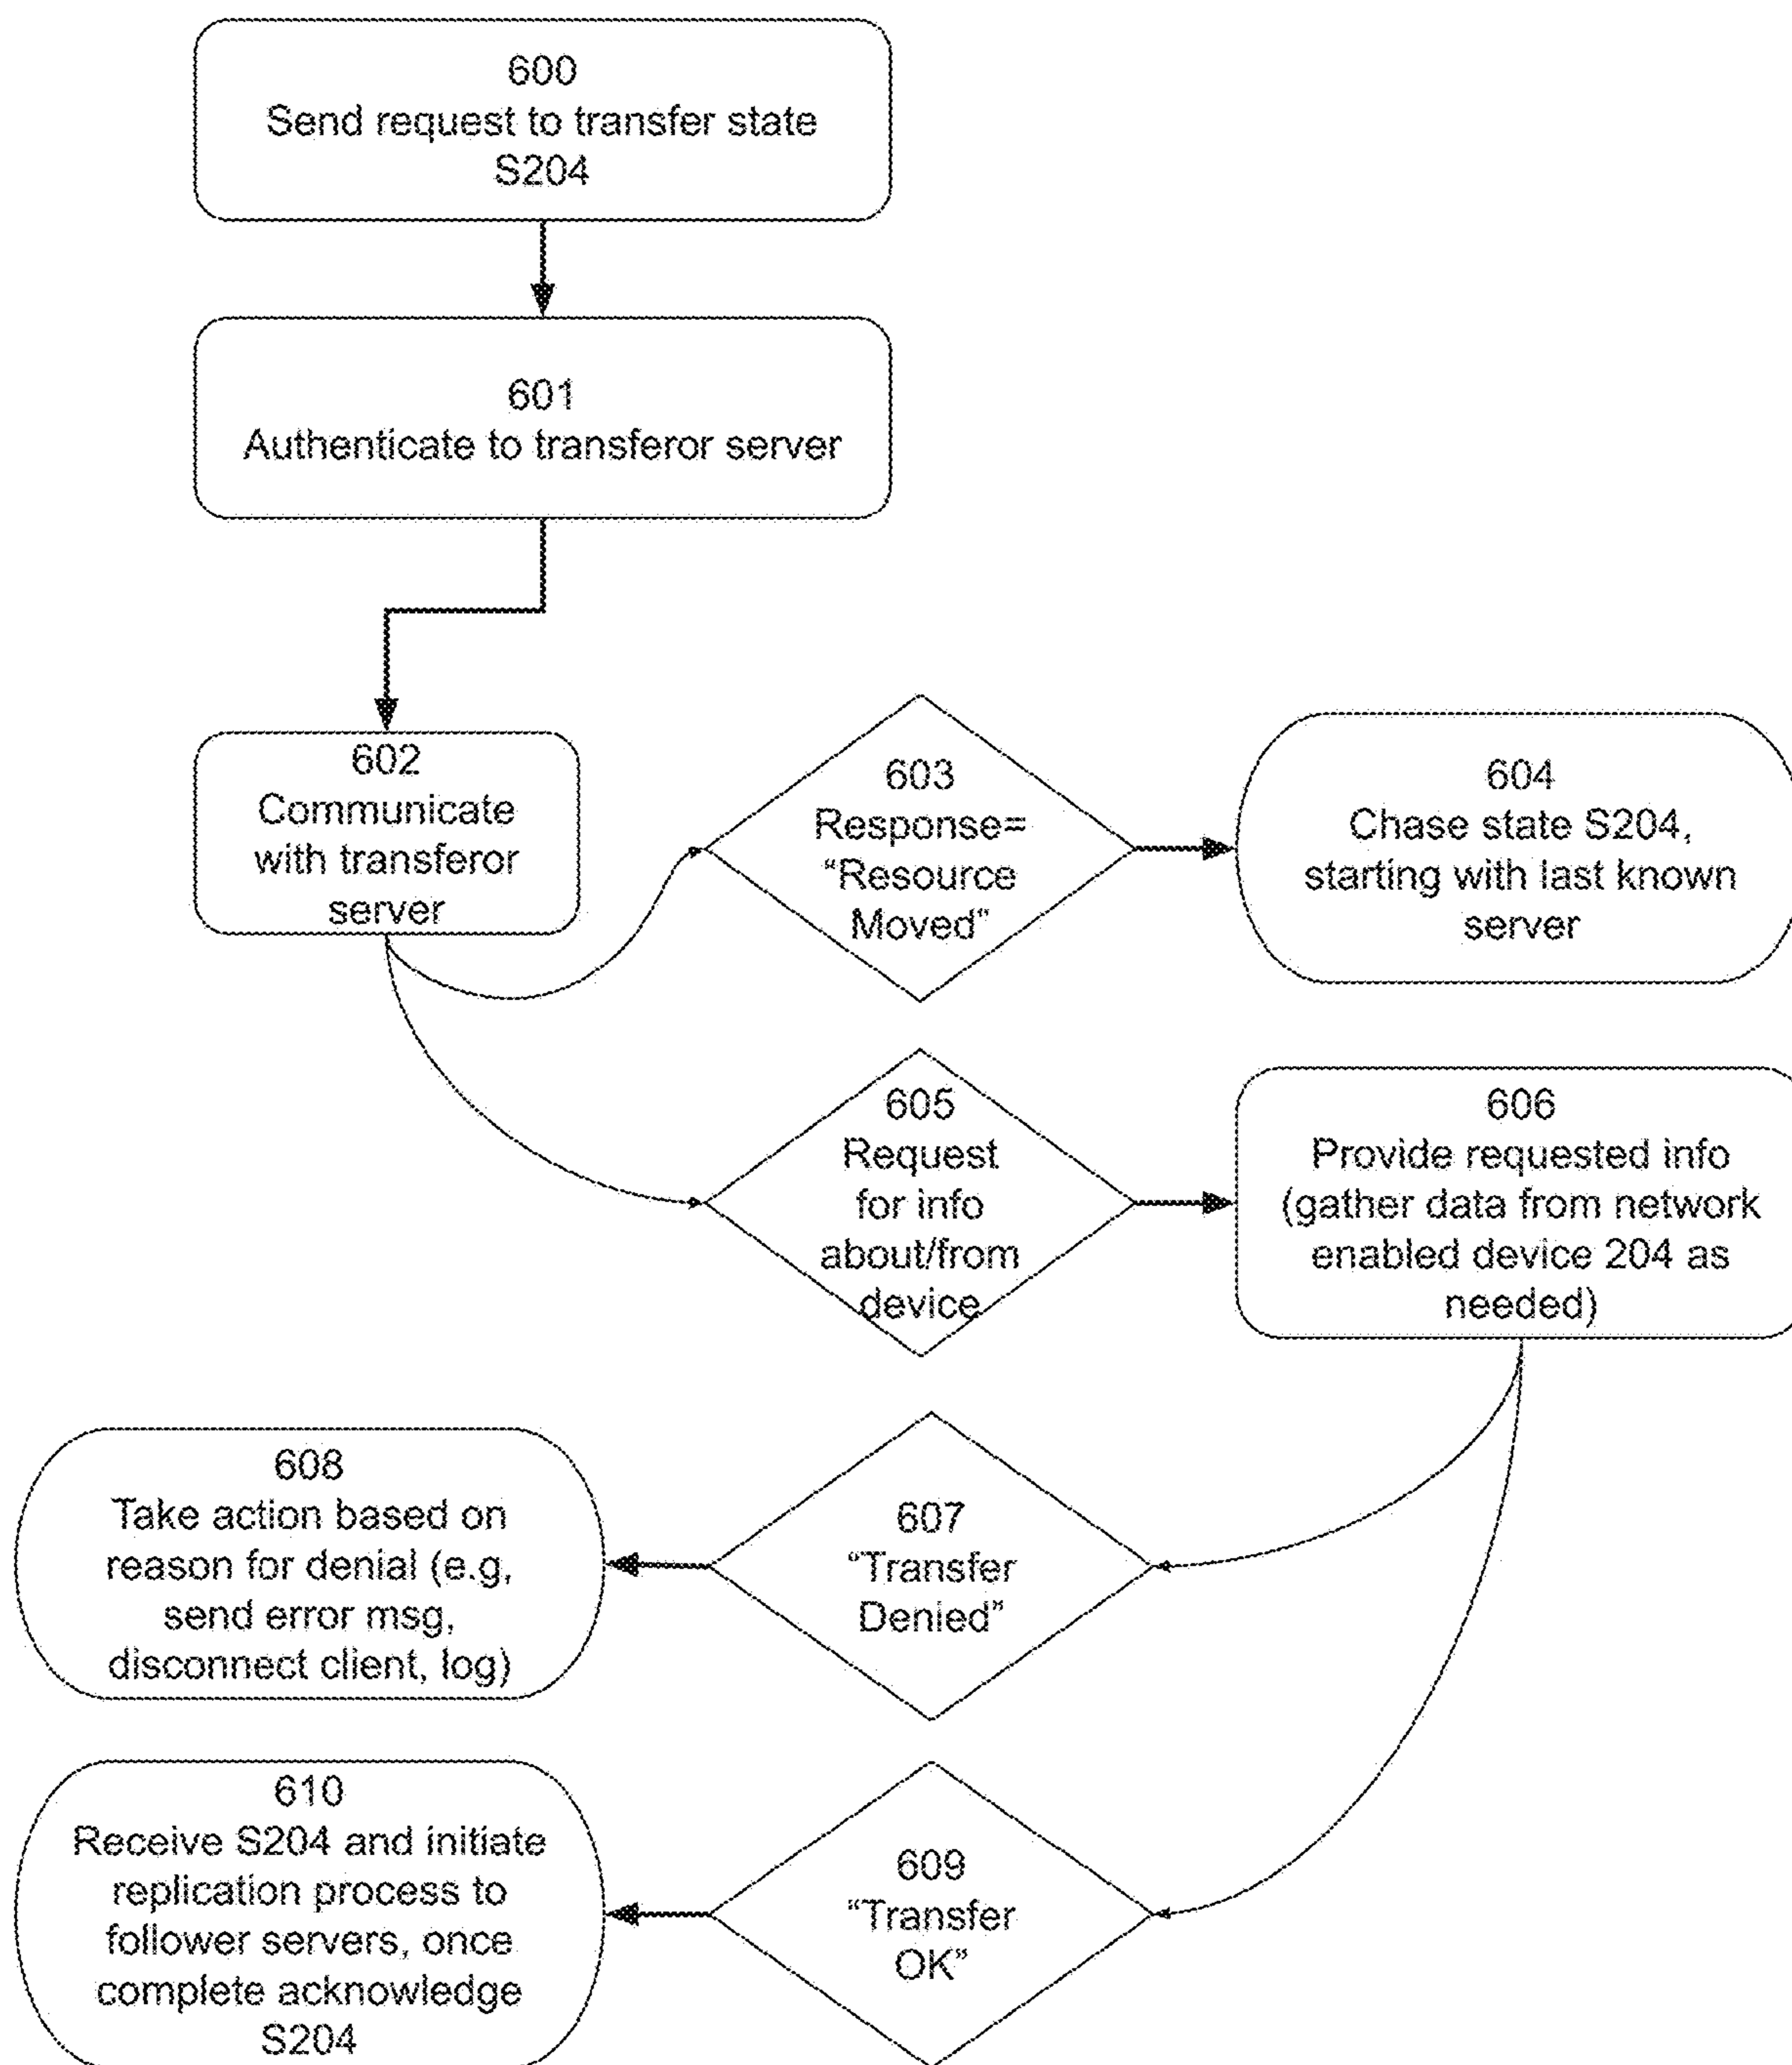 600
Send request to transfer state
S204
601
Authenticate to transferor server
602
Communicate
with transferor
server
603
Response=
“Resource
Moved”
604
Chase state S204,
starting with last known
server
605
Request
for info
about/from
device
606
Provide requested info
(gather data from network
enabled device 204 as
needed)
607
“Transfer
Denied”
608
Take action based on
reason for denial (e.g,
send error msg,
disconnect client, log)
609
“Transfer
OK”
610
Receive S204 and initiate
replication process to
follower servers, once
complete acknowledge
S204